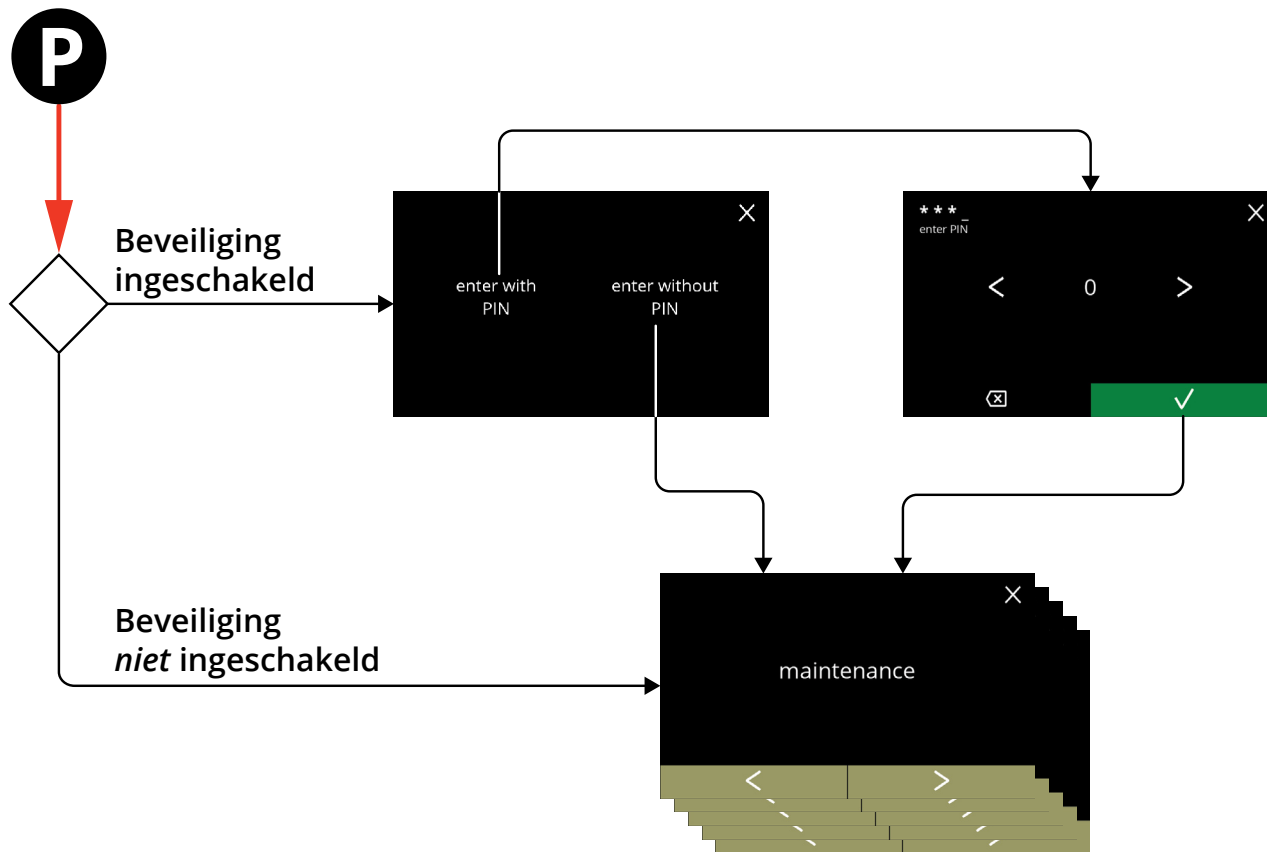 P
Beveiliging
ingeschakeld
enter with
PIN
enter without
PIN
***_
enter PIN
0
Beveiliging
niet ingeschakeld
maintenance